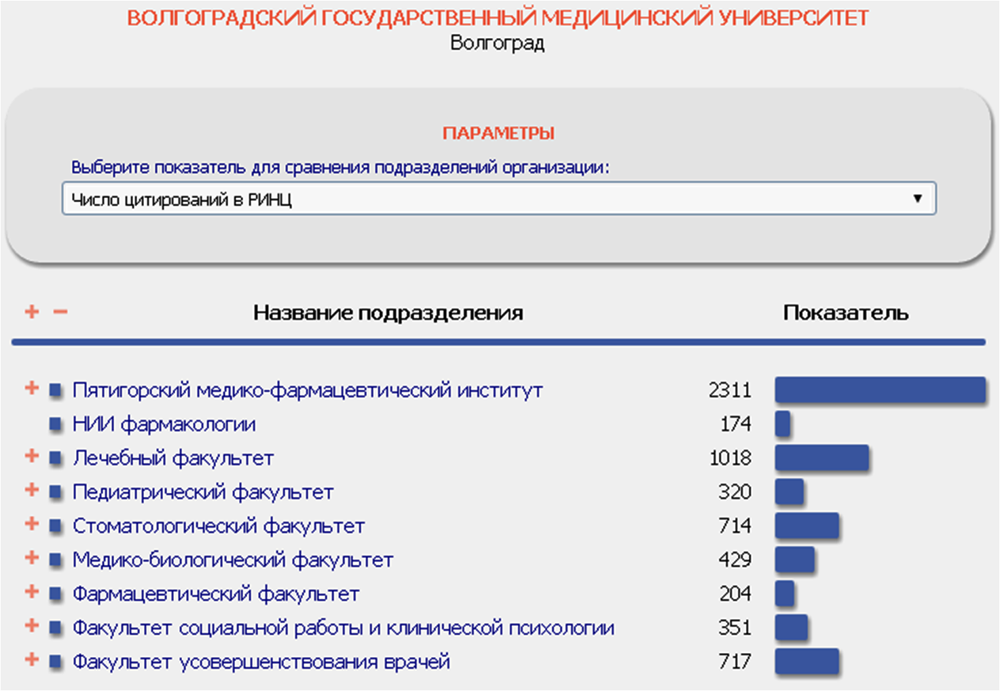 ВОЛГОГРАДСКИЙ ГОСУДАРСТВЕННЫЙ МЕДИЦИНСКИЙ УНИВЕРСИТЕТ
Волгоград
ПАРАМЕТРЫ
Выберите показатель для сравнения подразделений организации:
Число цитирований в РИНЦ ▼
+ − Название подразделения Показатель
+ Пятигорский медико-фармацевтический институт 2311
НИИ фармакологии 174
+ Лечебный факультет 1018
+ Педиатрический факультет 320
+ Стоматологический факультет 714
+ Медико-биологический факультет 429
+ Фармацевтический факультет 204
+ Факультет социальной работы и клинической психологии 351
+ Факультет усовершенствования врачей 717